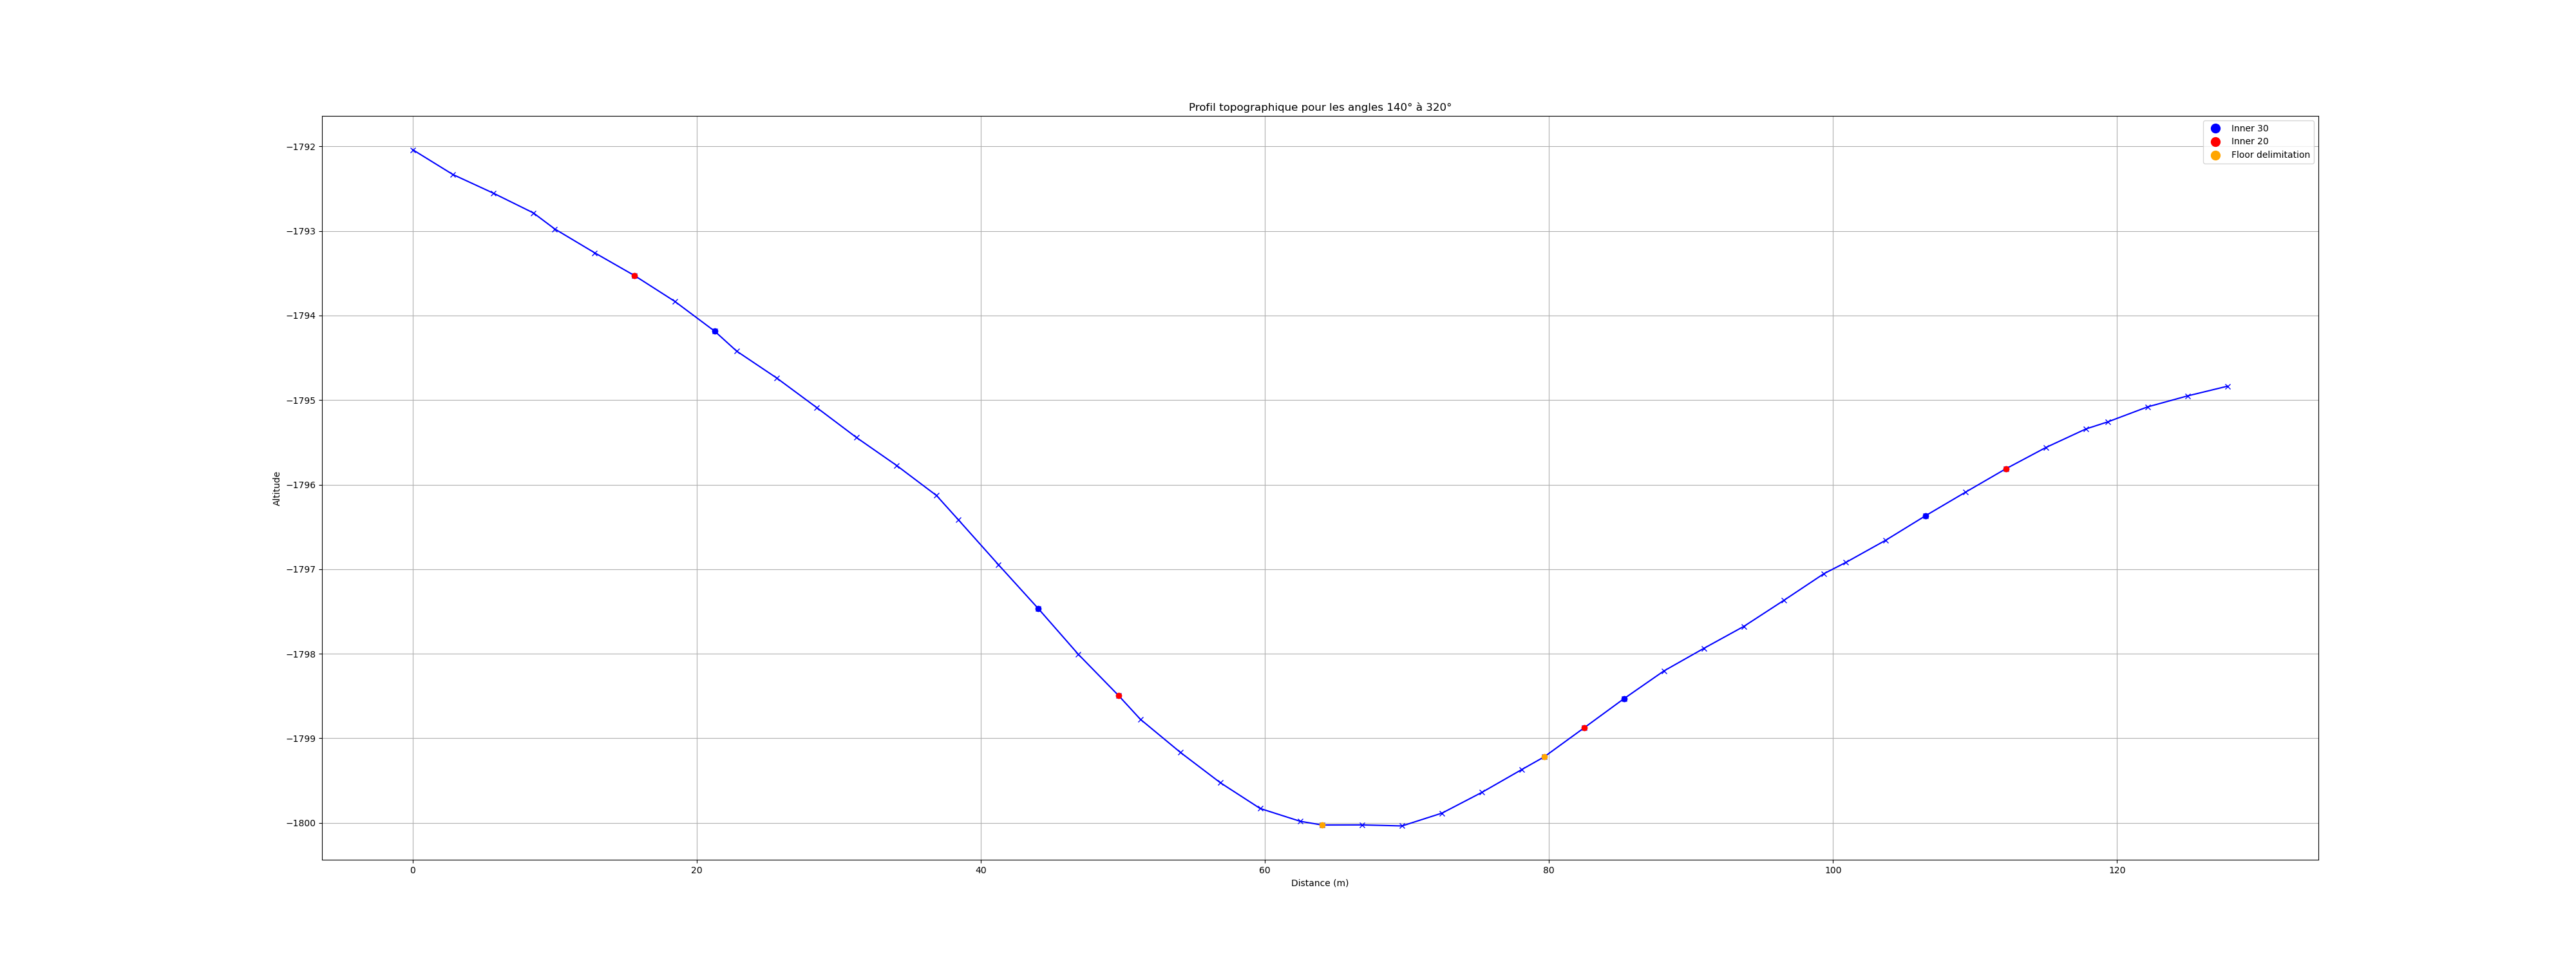 Profil topographique pour les angles 140° à 320°
Inner 30
Inner 20
Floor delimitation
Altitude
−1792
−1793
−1794
−1795
−1796
−1797
−1798
−1799
−1800
0 20 40 60 80 100 120
Distance (m)